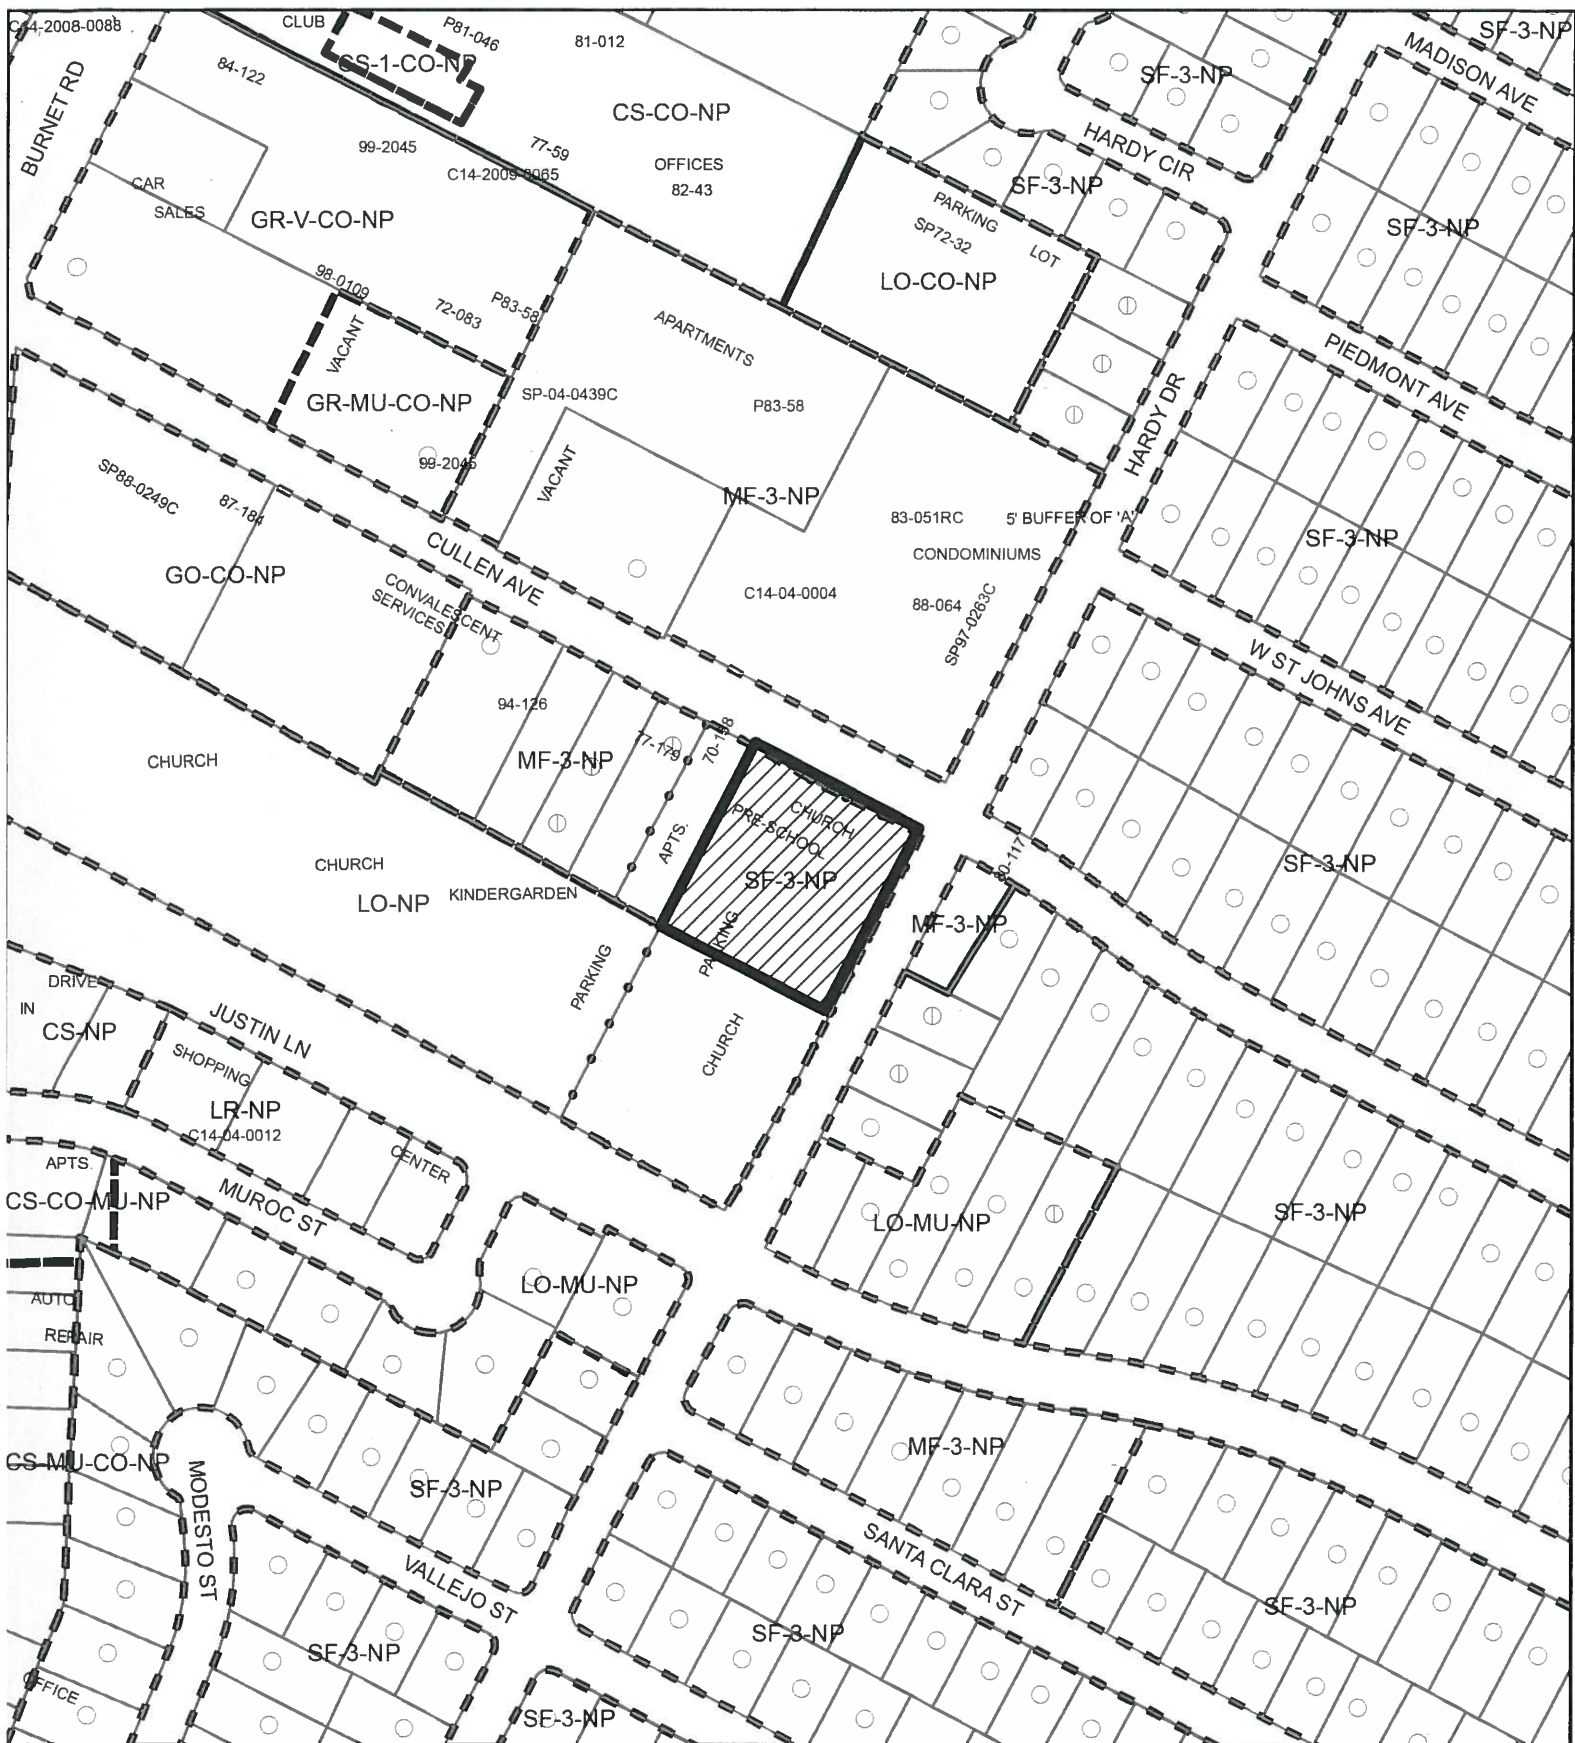 C14-2008-0088
CLUB
P81-046
81-012
SF-3-NP
MADISON AVE
84-122
CS-1-CO-NP
SF-3-NP
BURNET RD
CS-CO-NP
HARDY CIR
99-2045
77-59
C14-2009-0065
OFFICES
82-43
CAR
SALES
GR-V-CO-NP
SF-3-NP
PARKING
LOT
SP72-32
SF-3-NP
LO-CO-NP
98-0109
72-083
P83-58
VACANT
APARTMENTS
PIEDMONT AVE
GR-MU-CO-NP
SP-04-0439C
P83-58
HARDY DR
99-2045
SP88-0249C
87-184
VACANT
MF-3-NP
83-051RC
5' BUFFER OF 'A'
SF-3-NP
CULLEN AVE
CONDOMINIUMS
GO-CO-NP
CONVALESCENT
SERVICES
C14-04-0004
88-064
SP97-0263C
W ST JOHNS AVE
94-126
77-179
CHURCH
MF-3-NP
CHURCH
PRE-SCHOOL
APTS.
80-117
SF-3-NP
CHURCH
SF-3-NP
LO-NP
KINDERGARDEN
MF-3-NP
PARKING
PARKING
DRIVE
IN
CS-NP
JUSTIN LN
CHURCH
SHOPPING
LR-NP
C14-04-0012
CENTER
APTS.
CS-CO-MU-NP
MUROC ST
LO-MU-NP
SF-3-NP
LO-MU-NP
AUTO
REPAIR
CS-MU-CO-NP
MODESTO ST
SF-3-NP
MF-3-NP
VALLEJO ST
SANTA CLARA ST
SF-3-NP
SF-3-NP
SF-3-NP
OFFICE
SF-3-NP